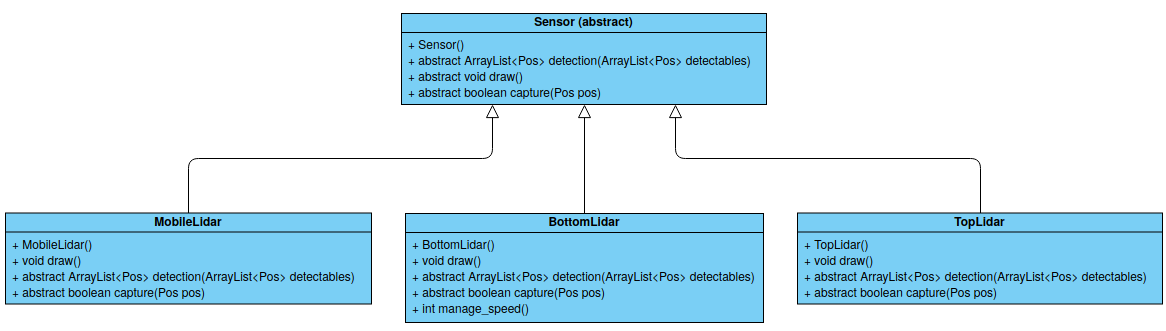 Sensor (abstract)
+ Sensor()
+ abstract ArrayList<Pos> detection(ArrayList<Pos> detectables)
+ abstract void draw()
+ abstract boolean capture(Pos pos)
MobileLidar
+ MobileLidar()
+ void draw()
+ abstract ArrayList<Pos> detection(ArrayList<Pos> detectables)
+ abstract boolean capture(Pos pos)
BottomLidar
+ BottomLidar()
+ void draw()
+ abstract ArrayList<Pos> detection(ArrayList<Pos> detectables)
+ abstract boolean capture(Pos pos)
+ int manage_speed()
TopLidar
+ TopLidar()
+ void draw()
+ abstract ArrayList<Pos> detection(ArrayList<Pos> detectables)
+ abstract boolean capture(Pos pos)